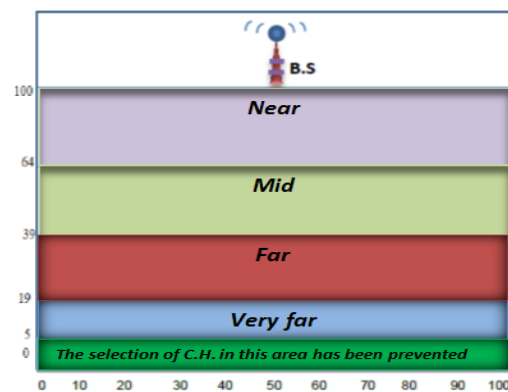 B.S
100
Near
64
Mid
39
Far
19
Very far
5
0
The selection of C.H. in this area has been prevented
0 10 20 30 40 50 60 70 80 90 100